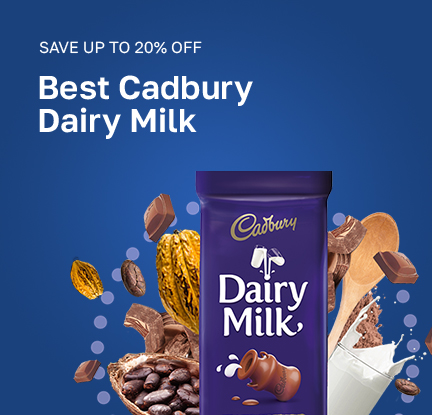 SAVE UP TO 20% OFF
Best Cadbury
Dairy Milk
Cadbury
Dairy
Milk